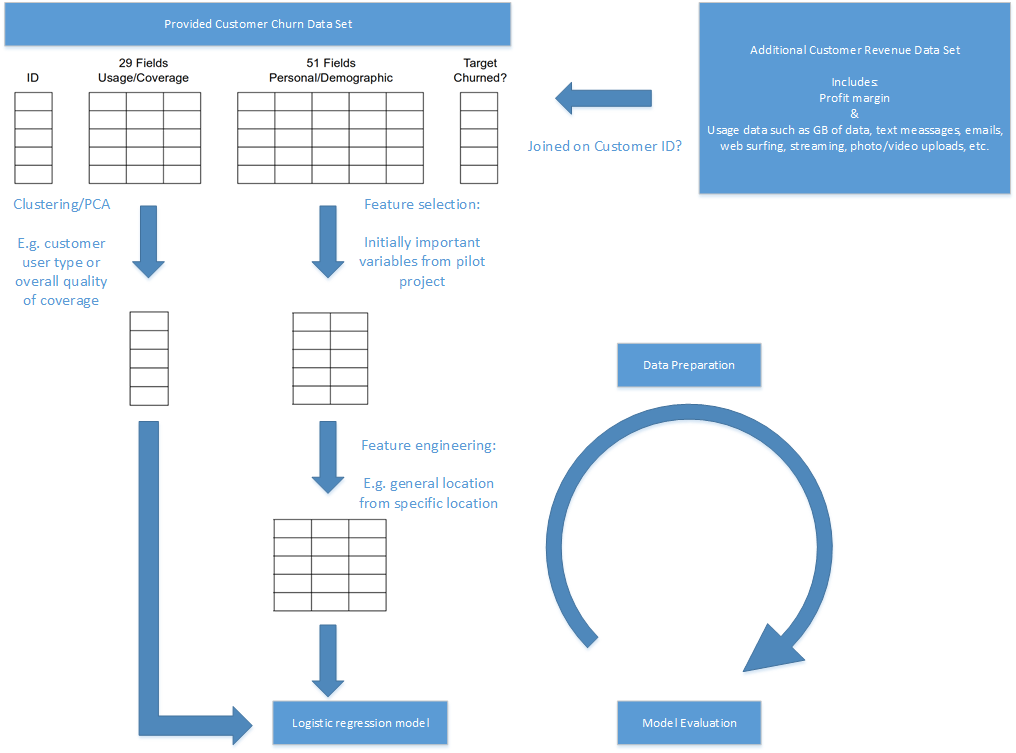 Provided Customer Churn Data Set
ID
29 Fields
Usage/Coverage
51 Fields
Personal/Demographic
Target
Churned?
Additional Customer Revenue Data Set
Includes:
Profit margin
&
Usage data such as GB of data, text meassages, emails,
web surfing, streaming, photo/video uploads, etc.
Joined on Customer ID?
Clustering/PCA
E.g. customer
user type or
overall quality
of coverage
Feature selection:
Initially important
variables from pilot
project
Data Preparation
Feature engineering:
E.g. general location
from specific location
Logistic regression model
Model Evaluation